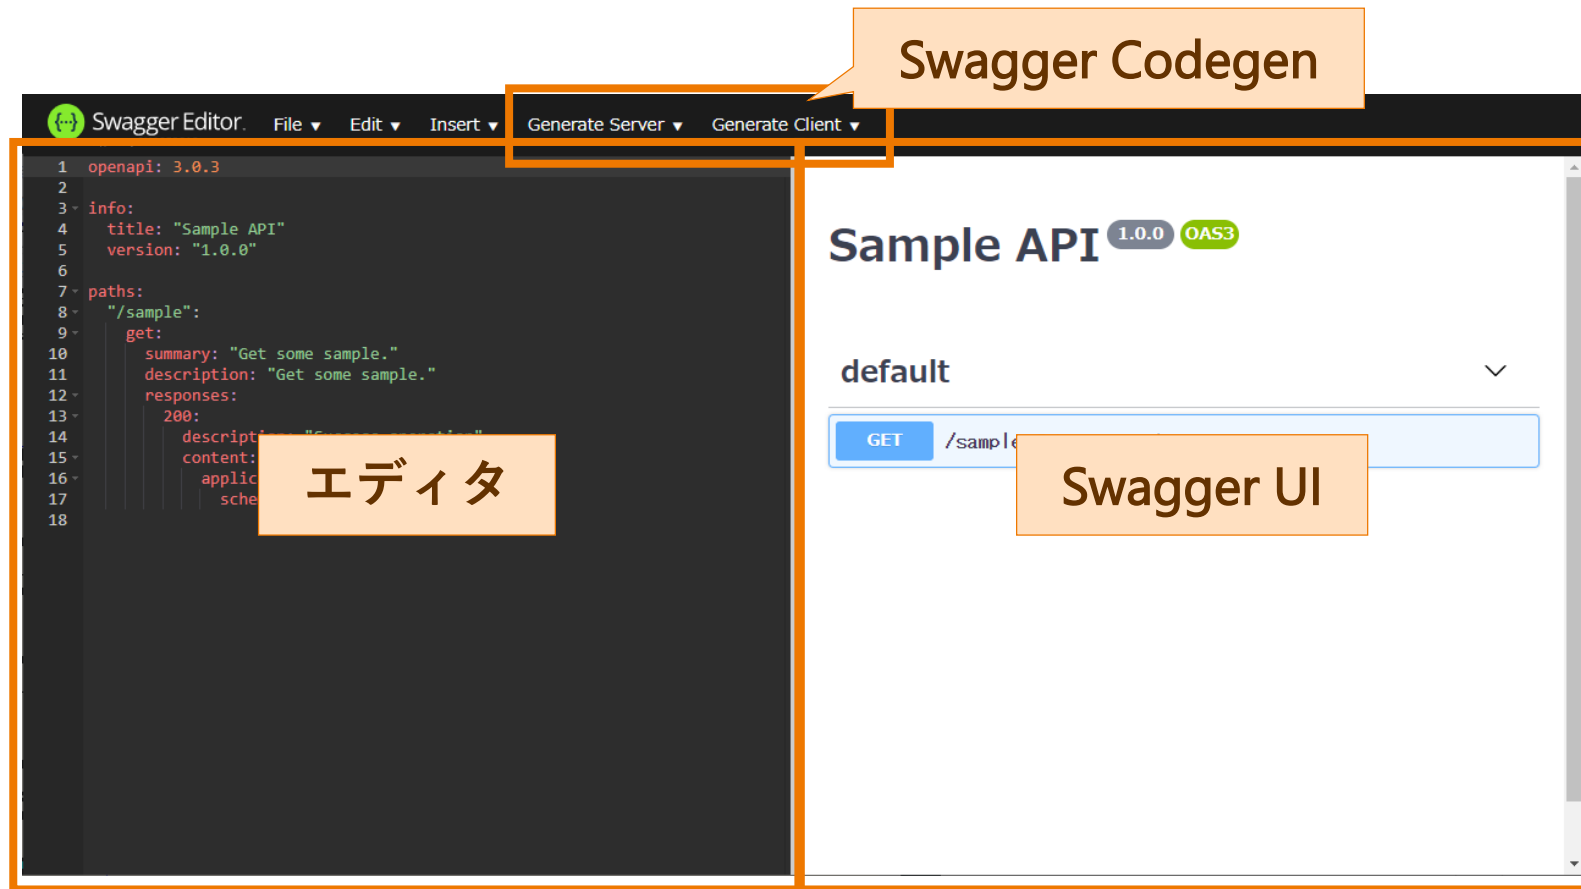 Swagger Codegen
{...} Swagger Editor. File ▾ Edit ▾ Insert ▾ Generate Server ▾ Generate Client ▾
1 openapi: 3.0.3
2
3 info:
4   title: "Sample API"
5   version: "1.0.0"
6
7 paths:
8   "/sample":
9     get:
10       summary: "Get some sample."
11       description: "Get some sample."
12       responses:
13         200:
14           descript
15           content:
16             applic
17               sche
18
エディタ
Sample API 1.0.0 OAS3
default
GET /sample
Swagger UI